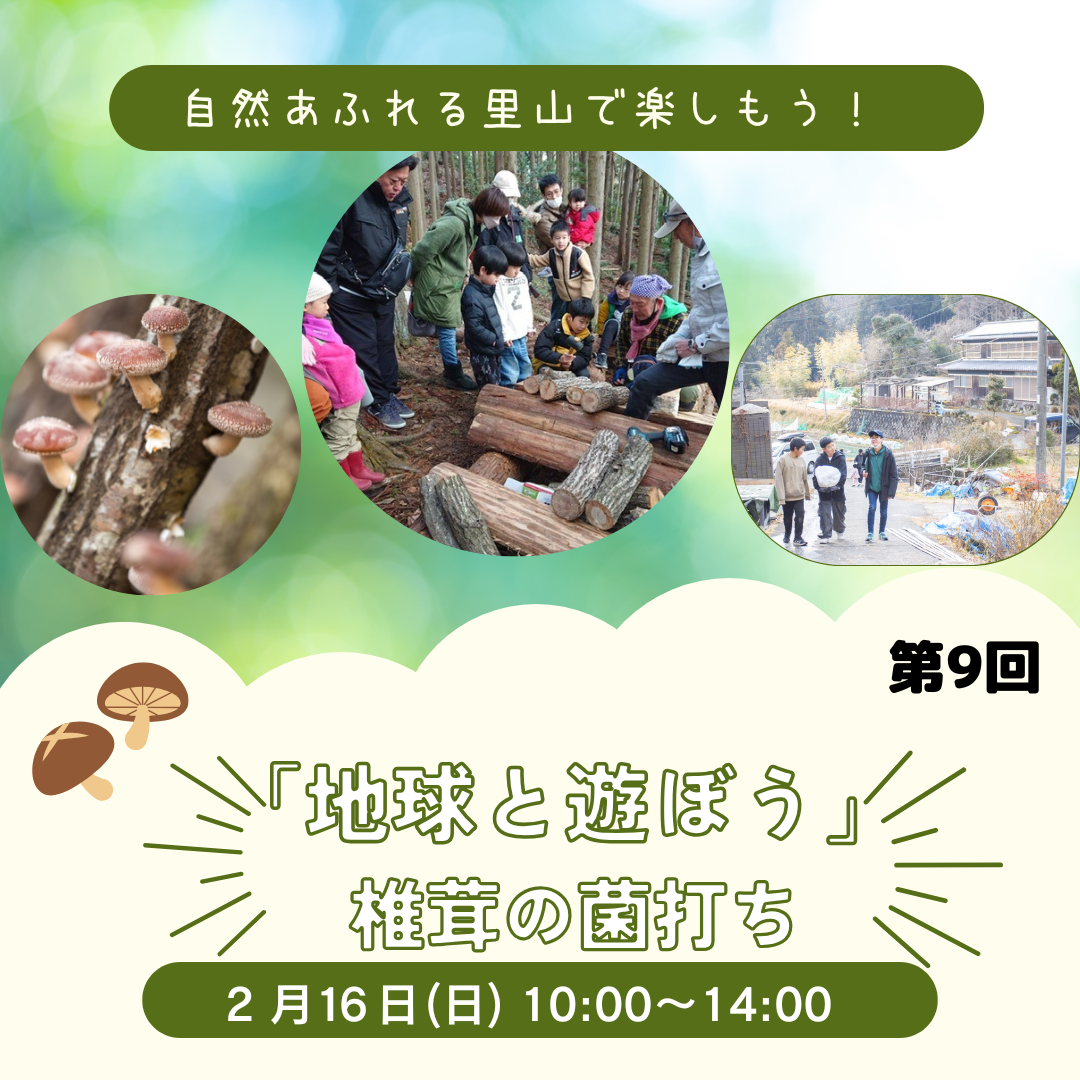 自然あふれる里山で楽しもう！
第9回
「地球と遊ぼう」
椎茸の菌打ち
2月16日(日) 10:00〜14:00